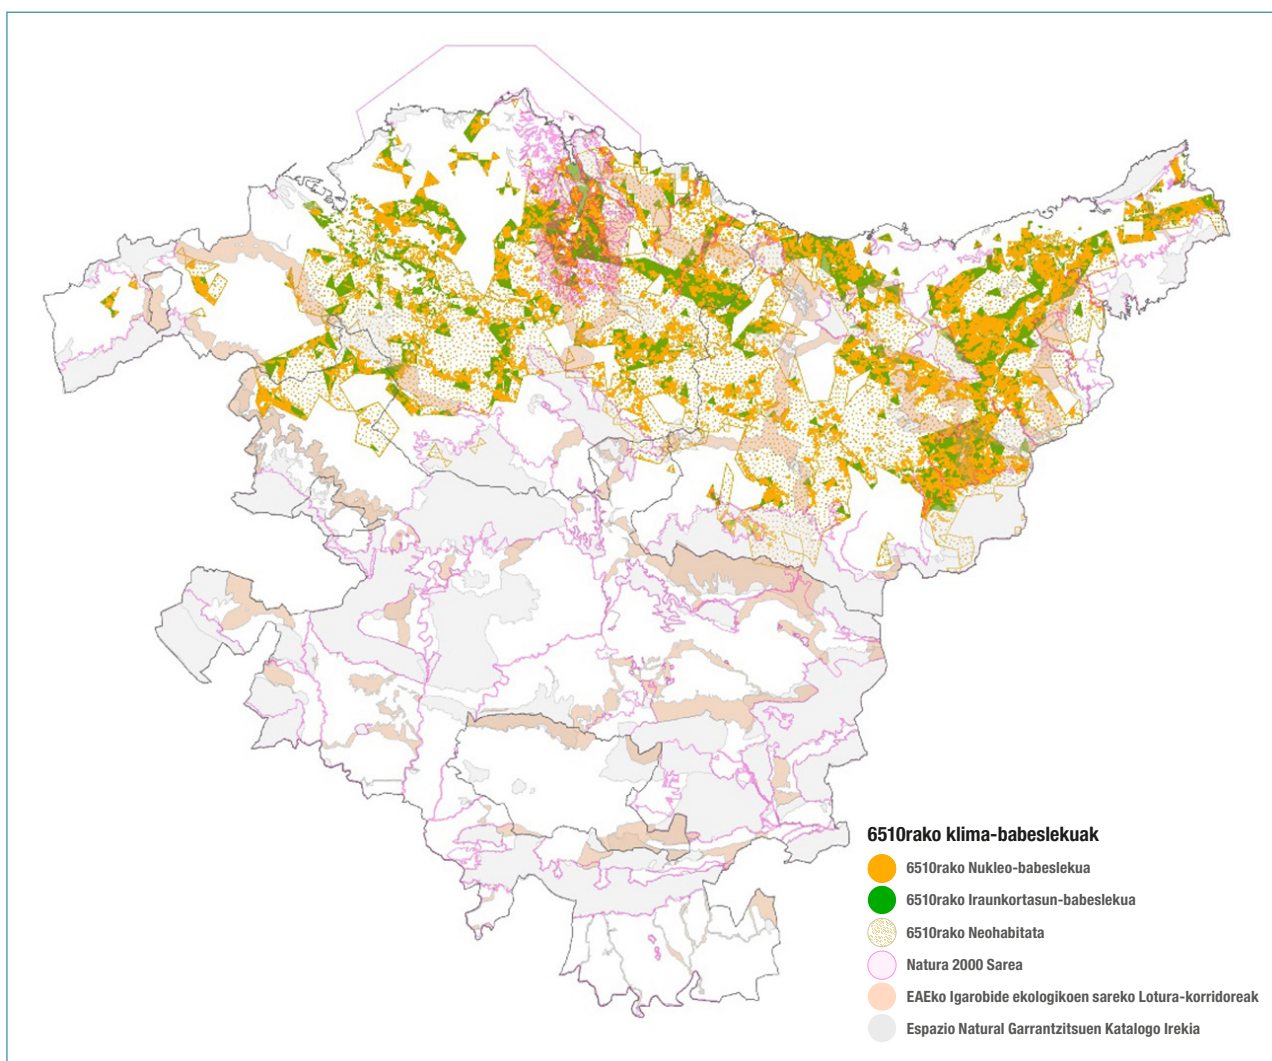 6510rako klima-babeslekuak
6510rako Nukleo-babeslekua
6510rako Iraunkortasun-babeslekua
6510rako Neohabitata
Natura 2000 Sarea
EAEko Igarobide ekologikoen sareko Lotura-korridoreak
Espazio Natural Garrantzitsuen Katalogo Irekia